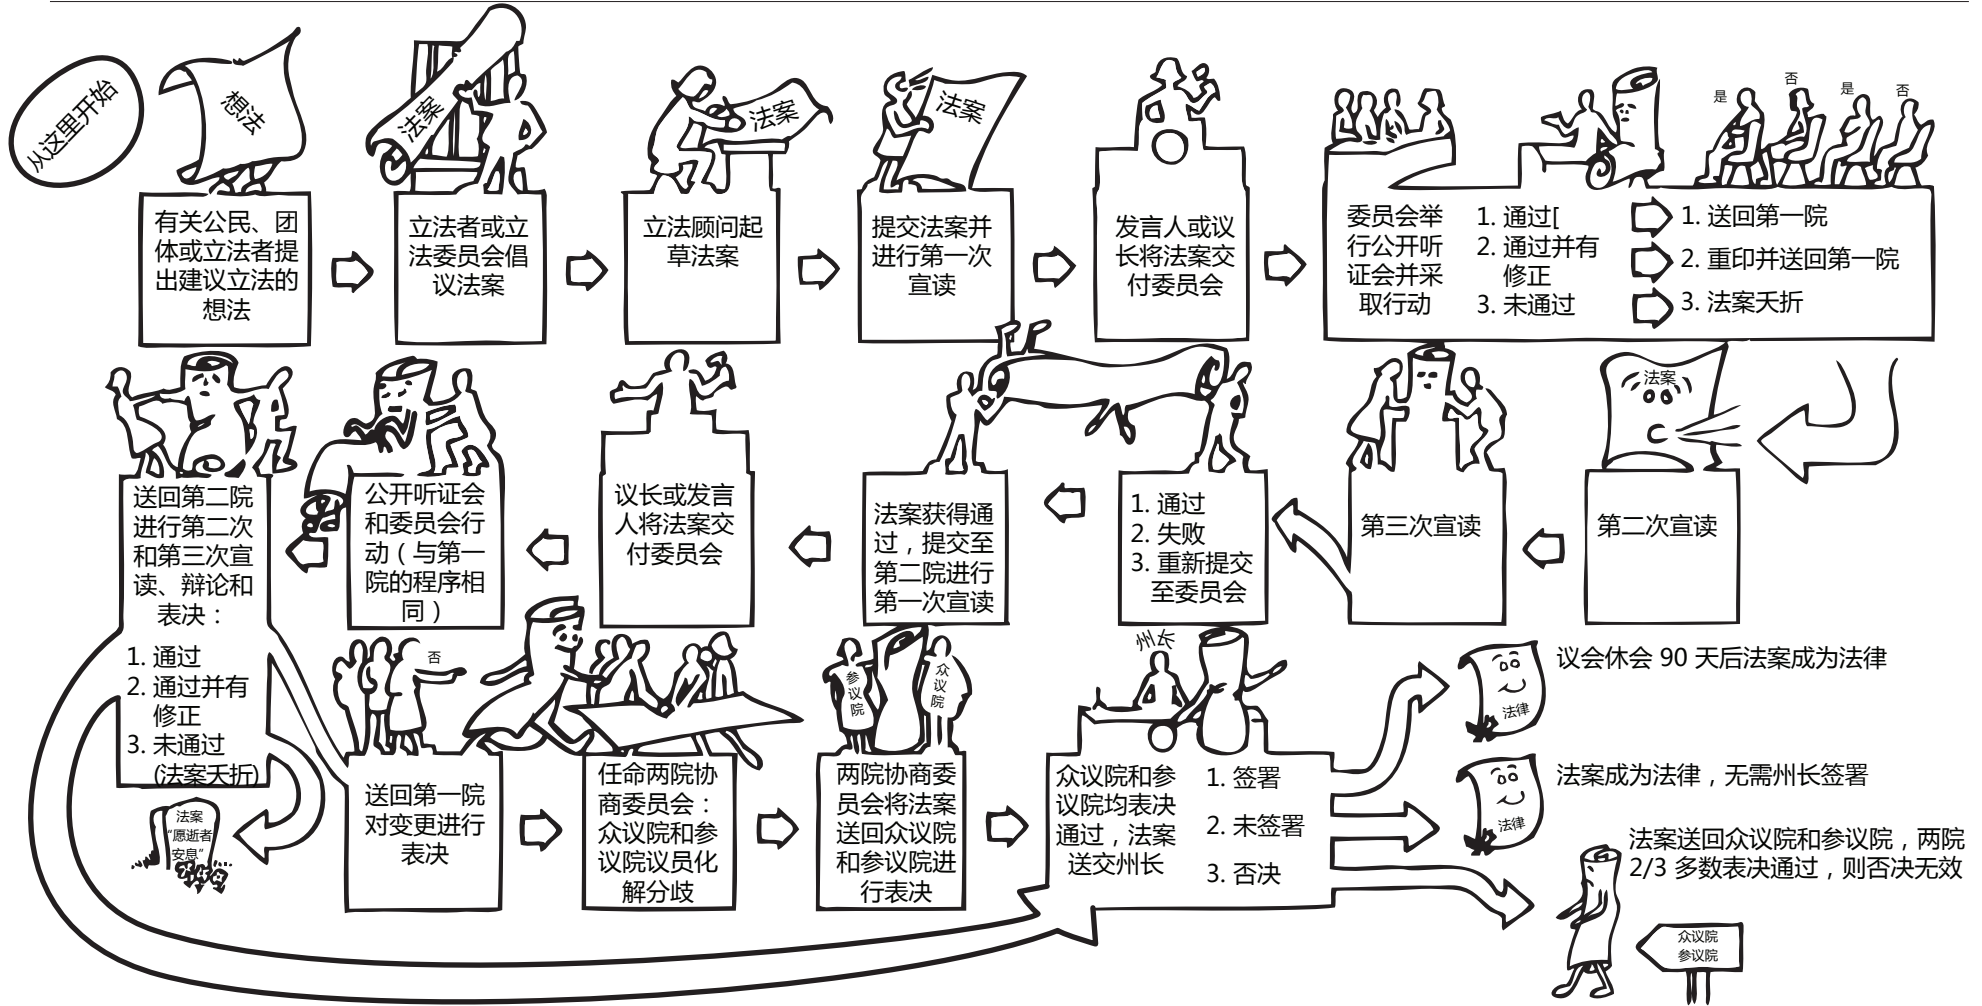 从这里开始
想法
有关公民、团
体或立法者提
出建议立法的
想法
法案
立法者或立
法委员会倡
议法案
法案
立法顾问起
草法案
法案
提交法案并
进行第一次
宣读
发言人或议
长将法案交
付委员会
委员会举
行公开听
证会并采
取行动
1. 通过[
2. 通过并有
修正
3. 未通过
是
否
是
否
1. 送回第一院
2. 重印并送回第一院
3. 法案夭折
法案
第二次宣读
第三次宣读
1. 通过
2. 失败
3. 重新提交
至委员会
法案获得通
过，提交至
第二院进行
第一次宣读
议长或发言
人将法案交
付委员会
公开听证会
和委员会行
动（与第一
院的程序相
同）
送回第二院
进行第二次
和第三次宣
读、辩论和
表决：
1. 通过
2. 通过并有
修正
3. 未通过
(法案夭折)
法案
“愿逝者
安息”
否
送回第一院
对变更进行
表决
任命两院协
商委员会：
众议院和参
议院议员化
解分歧
参议院
众议院
两院协商委
员会将法案
送回众议院
和参议院进
行表决
州长
众议院和参
议院均表决
通过，法案
送交州长
1. 签署
2. 未签署
3. 否决
法律
议会休会 90 天后法案成为法律
法律
法案成为法律，无需州长签署
法案送回众议院和参议院，两院
2/3 多数表决通过，则否决无效
众议院
参议院